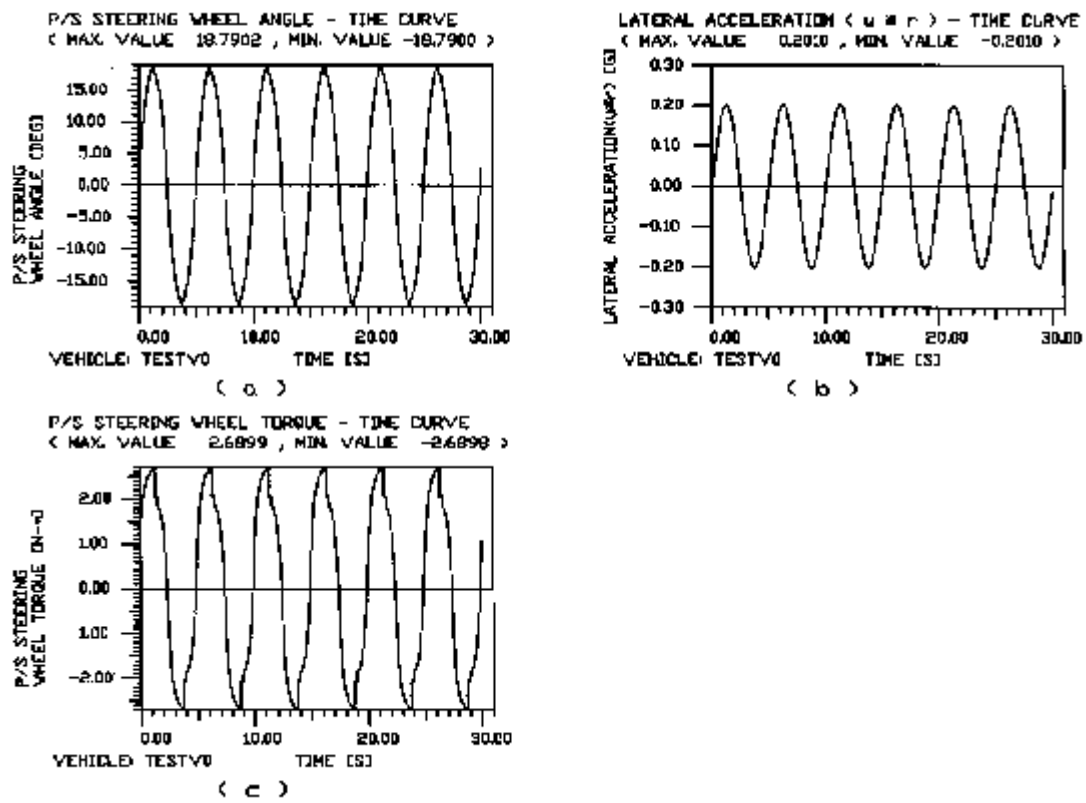 P/S STEERING WHEEL ANGLE - TIME CURVE
< MAX. VALUE 18.7902 , MIN. VALUE -18.7900 >
15.00
10.00
5.00
0.00
-5.00
-10.00
-15.00
P/S STEERING
WHEEL ANGLE [DEG]
0.00 10.00 20.00 30.00
VEHICLE: TESTV0 TIME [S]
( a )
LATERAL ACCELERATION ( u * r ) - TIME CURVE
< MAX. VALUE 0.2010 , MIN. VALUE -0.2010 >
0.30
0.20
0.10
0.00
-0.10
-0.20
-0.30
LATERAL ACCELERATION(u*r) [G]
0.00 10.00 20.00 30.00
VEHICLE: TESTV0 TIME [S]
( b )
P/S STEERING WHEEL TORQUE - TIME CURVE
< MAX. VALUE 2.6899 , MIN. VALUE -2.6898 >
2.00
1.00
0.00
1.00
-2.00
P/S STEERING
WHEEL TORQUE [N-m]
0.00 10.00 20.00 30.00
VEHICLE: TESTV0 TIME [S]
( c )